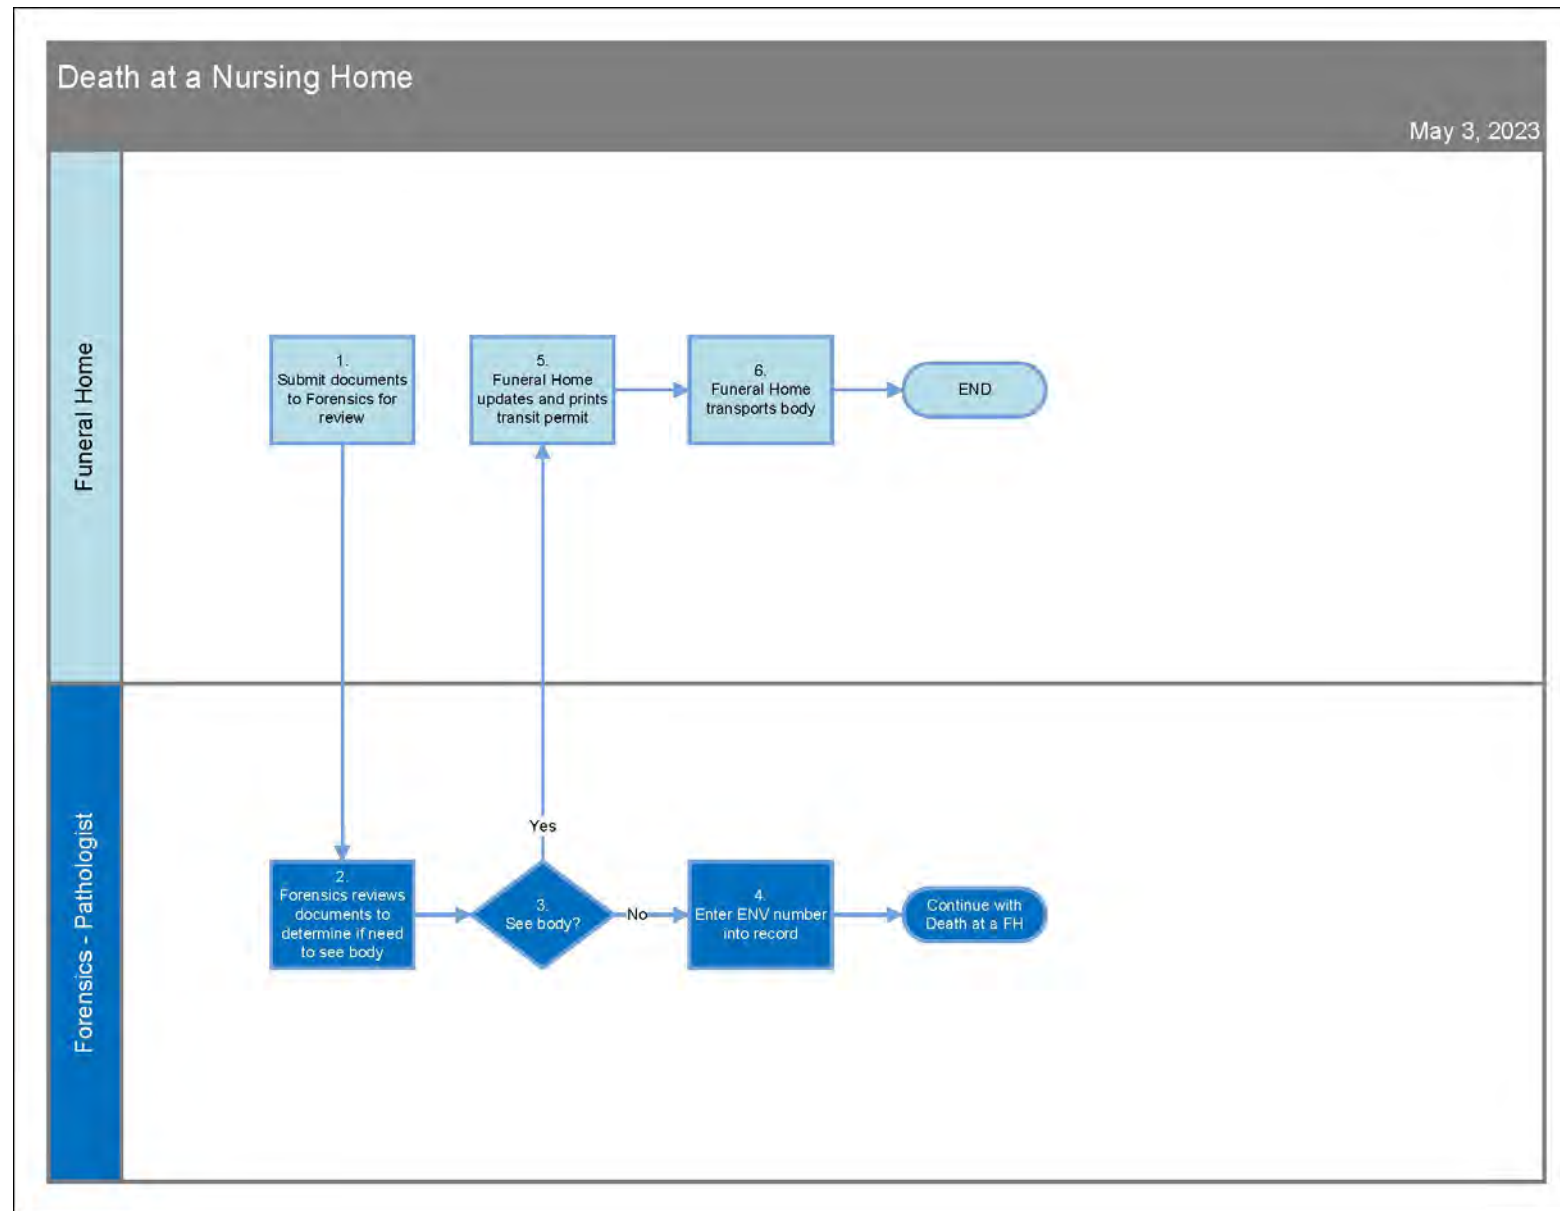 Death at a Nursing Home
May 3, 2023
Funeral Home
1.
Submit documents
to Forensics for
review
5.
Funeral Home
updates and prints
transit permit
6.
Funeral Home
transports body
END
Forensics - Pathologist
2.
Forensics reviews
documents to
determine if need
to see body
3.
See body?
Yes
No
4.
Enter ENV number
into record
Continue with
Death at a FH